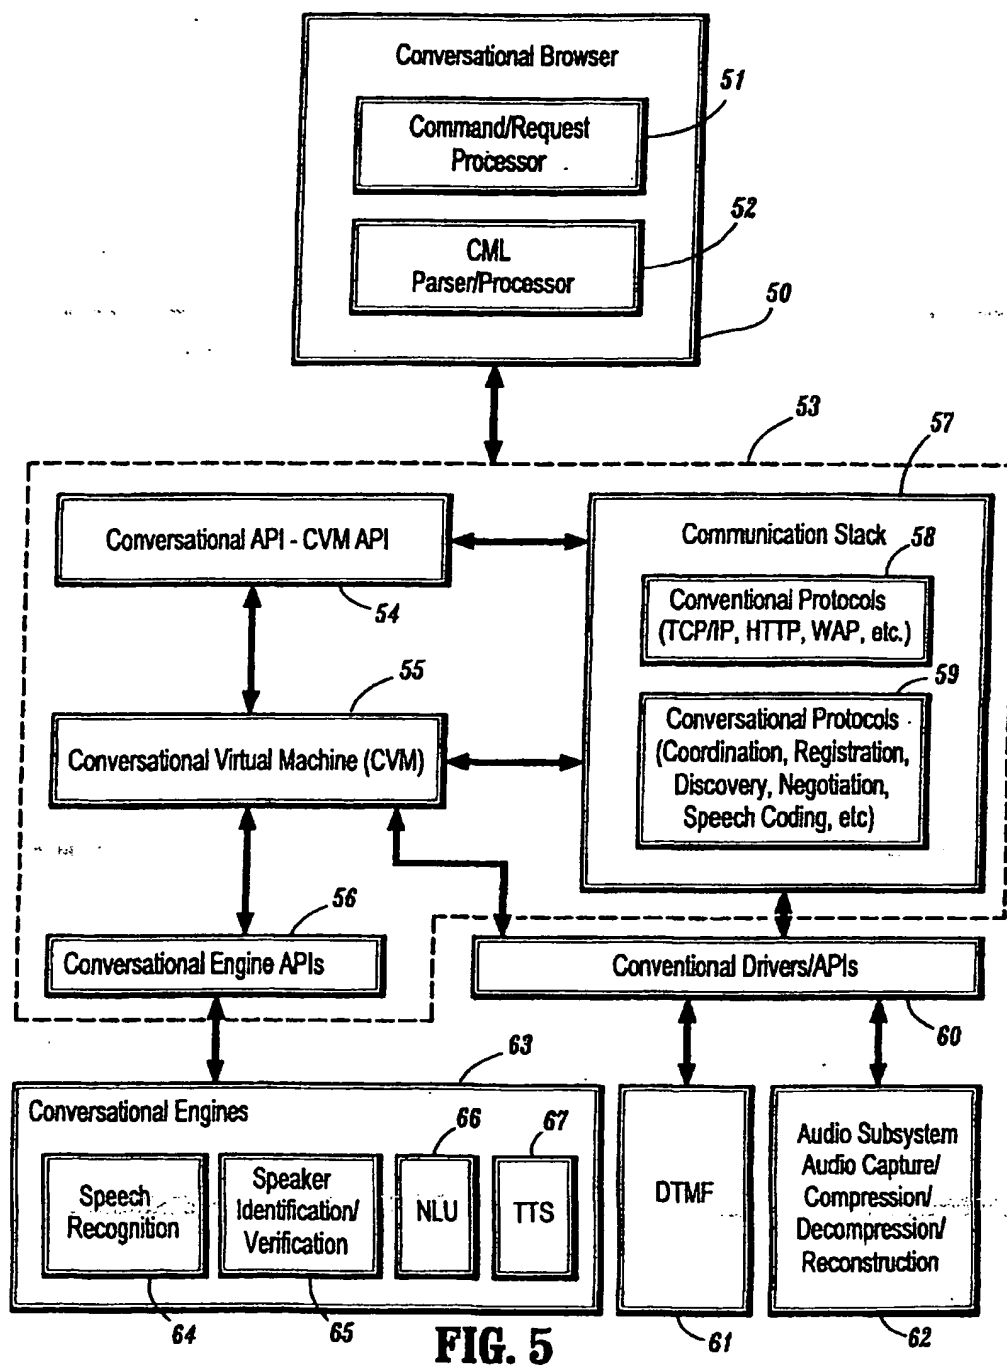 Conversational Browser
51
Command/Request
Processor
52
CML
Parser/Processor
50
53
57
Conversational API - CVM API
54
Communication Stack
58
Conventional Protocols
(TCP/IP, HTTP, WAP, etc.)
55
59
Conversational Virtual Machine (CVM)
Conversational Protocols
(Coordination, Registration,
Discovery, Negotiation,
Speech Coding, etc)
56
Conversational Engine APIs
Conventional Drivers/APIs
60
63
Conversational Engines
66
67
Speech
Recognition
Speaker
Identification/
Verification
NLU
TTS
DTMF
Audio Subsystem
Audio Capture/
Compression/
Decompression/
Reconstruction
64
65
61
62
FIG. 5